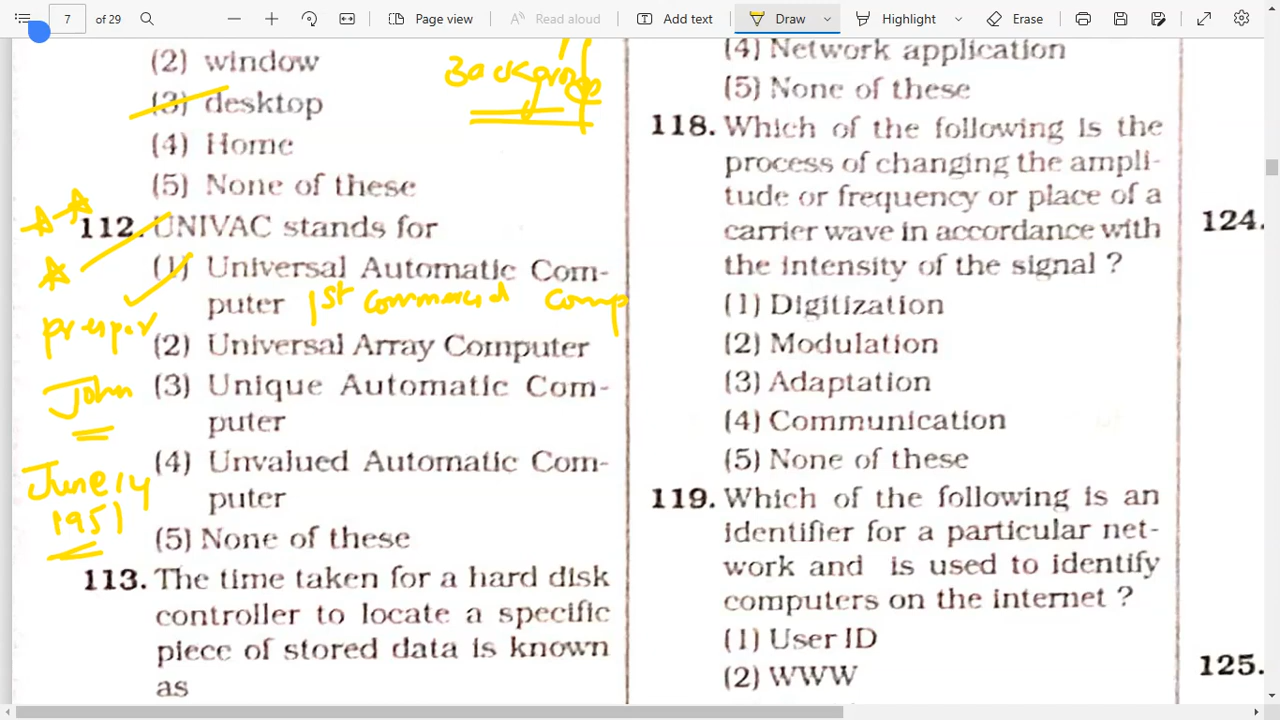 7
of 29
Page view
Read aloud
Add text
Draw
Highlight
Erase
(2) window
(3) desktop
(4) Home
(5) None of these
112. UNIVAC stands for
(1) Universal Automatic Com-
puter 1st commercial comp
(2) Universal Array Computer
(3) Unique Automatic Com-
puter
(4) Unvalued Automatic Com-
puter
(5) None of these
John
June 14
1951
113. The time taken for a hard disk
controller to locate a specific
piece of stored data is known
as
(4) Network application
(5) None of these
118. Which of the following is the
process of changing the ampli-
tude or frequency or place of a
carrier wave in accordance with
the intensity of the signal ?
(1) Digitization
(2) Modulation
(3) Adaptation
(4) Communication
(5) None of these
119. Which of the following is an
identifier for a particular net-
work and is used to identify
computers on the internet ?
(1) User ID
(2) WWW
124.
125.